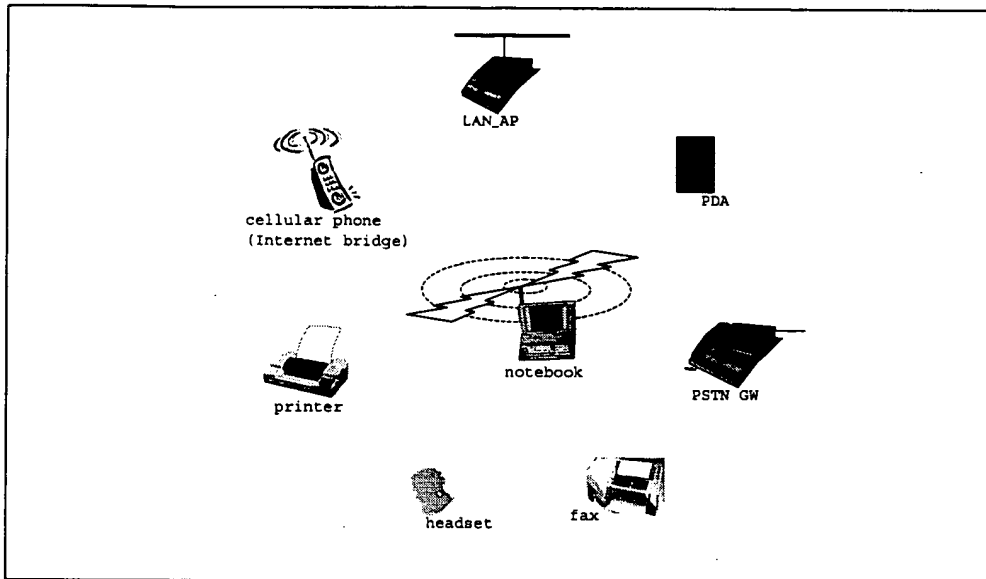 LAN_AP
PDA
cellular phone
(Internet bridge)
notebook
PSTN GW
printer
headset
fax